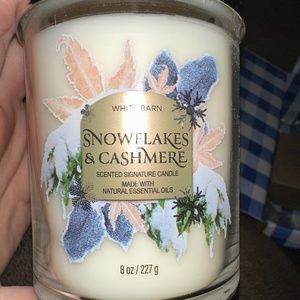 WHITE BARN
SNOWFLAKES
& CASHMERE
SCENTED SIGNATURE CANDLE
MADE WITH
NATURAL ESSENTIAL OILS
8 oz / 227 g